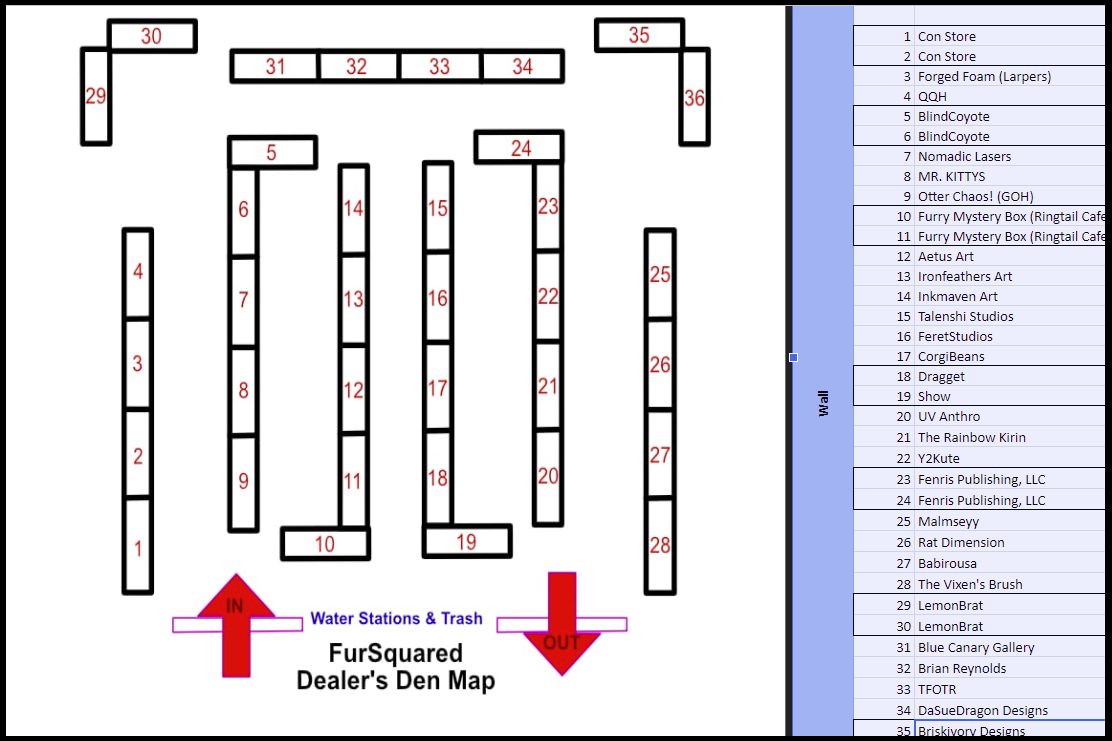 30
35
31 32 33 34
29
36
5
24
6
14
15
23
4
25
7
13
16
22
3
26
8
12
17
21
2
27
9
11
18
20
1
28
10
19
IN
Water Stations & Trash
OUT
FurSquared
Dealer's Den Map
Wall
1 Con Store
2 Con Store
3 Forged Foam (Larpers)
4 QQH
5 BlindCoyote
6 BlindCoyote
7 Nomadic Lasers
8 MR. KITTYS
9 Otter Chaos! (GOH)
10 Furry Mystery Box (Ringtail Cafe
11 Furry Mystery Box (Ringtail Cafe
12 Aetus Art
13 Ironfeathers Art
14 Inkmaven Art
15 Talenshi Studios
16 FeretStudios
17 CorgiBeans
18 Dragget
19 Show
20 UV Anthro
21 The Rainbow Kirin
22 Y2Kute
23 Fenris Publishing, LLC
24 Fenris Publishing, LLC
25 Malmseyy
26 Rat Dimension
27 Babirousa
28 The Vixen's Brush
29 LemonBrat
30 LemonBrat
31 Blue Canary Gallery
32 Brian Reynolds
33 TFOTR
34 DaSueDragon Designs
35 Briskivory Designs